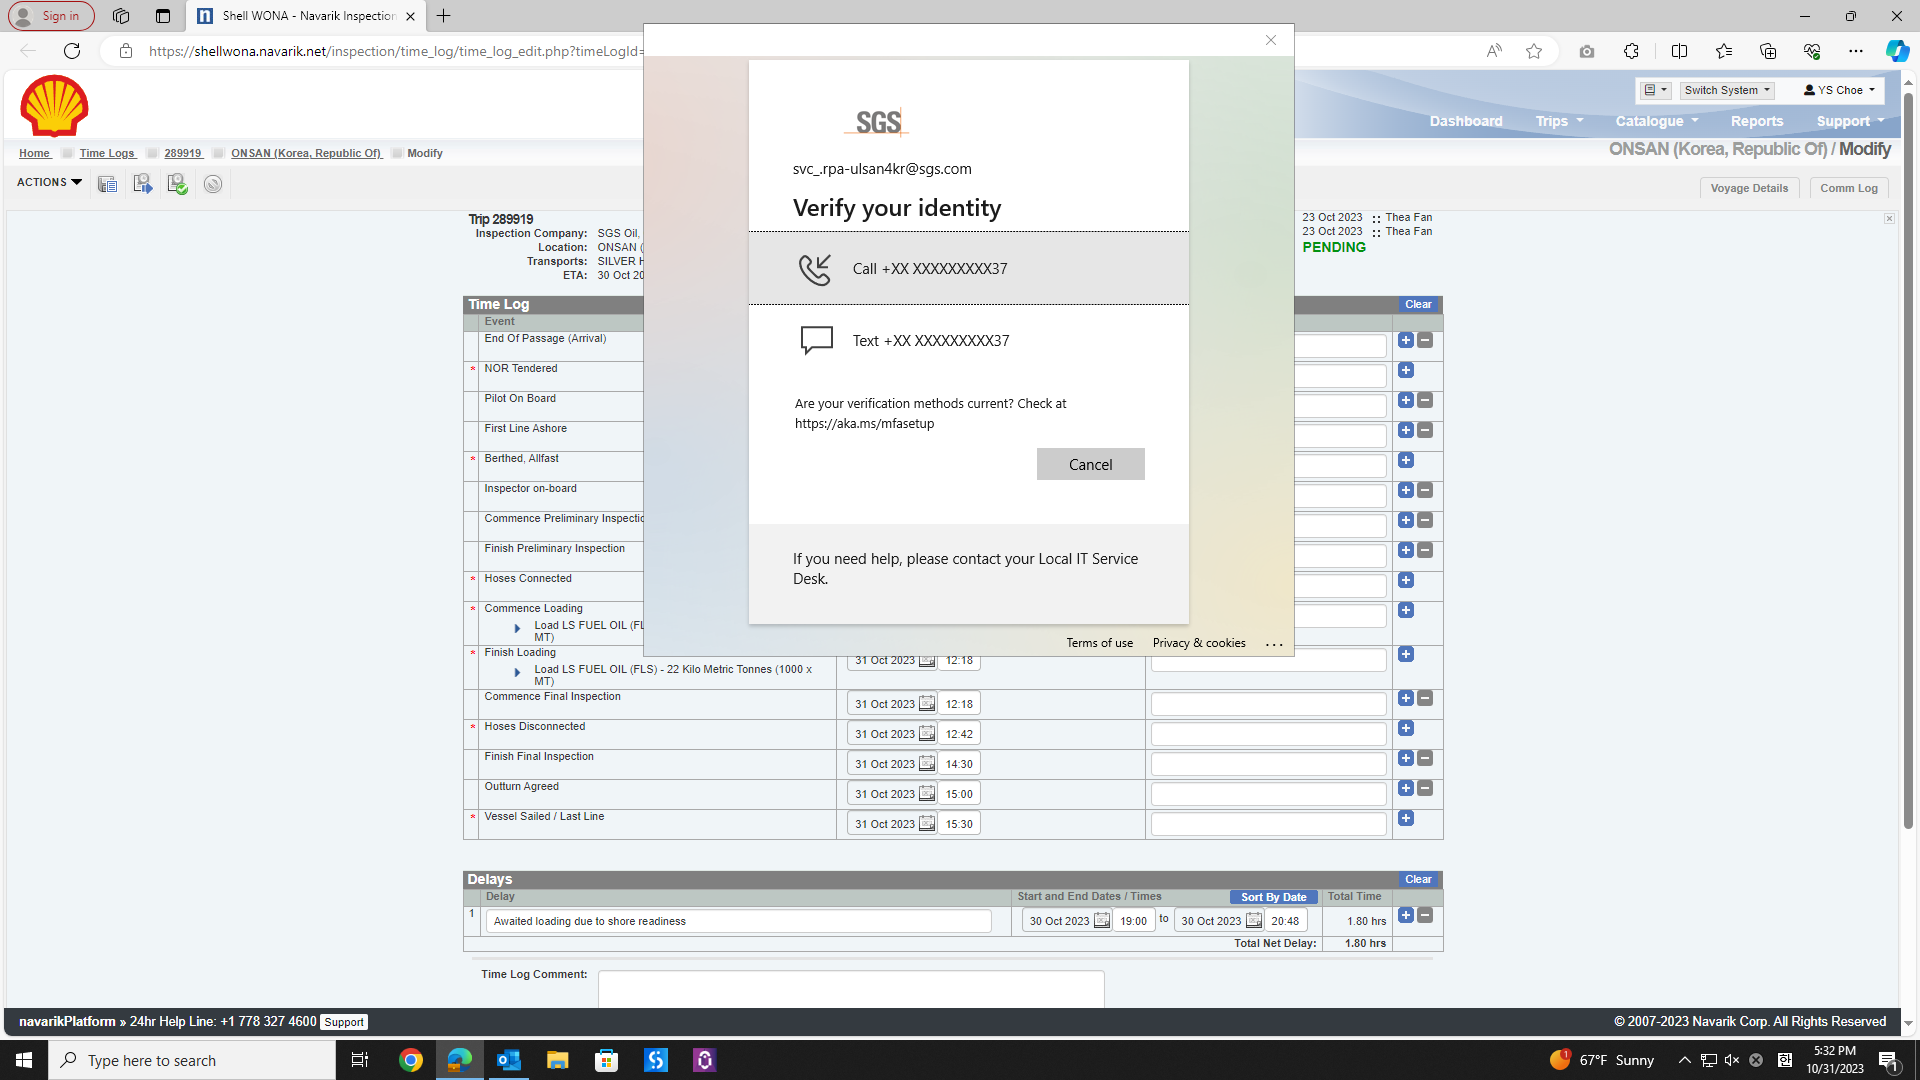 Sign in
Shell WONA - Navarik Inspection
https://shellwona.navarik.net/inspection/time_log/time_log_edit.php?timeLogId=
Switch System
YS Choe
Dashboard Trips Catalogue Reports Support
Home Time Logs 289919 ONSAN (Korea, Republic Of) Modify
ONSAN (Korea, Republic Of) / Modify
ACTIONS
Voyage Details Comm Log
Trip 289919
Inspection Company: SGS Oil,
Location: ONSAN (
Transports: SILVER H
ETA: 30 Oct 20
23 Oct 2023 :: Thea Fan
23 Oct 2023 :: Thea Fan
PENDING
SGS
svc_.rpa-ulsan4kr@sgs.com
Verify your identity
Call +XX XXXXXXXXX37
Text +XX XXXXXXXXX37
Are your verification methods current? Check at
https://aka.ms/mfasetup
Cancel
If you need help, please contact your Local IT Service
Desk.
Terms of use Privacy & cookies ...
Time Log Clear
Event
End Of Passage (Arrival)
* NOR Tendered
Pilot On Board
First Line Ashore
* Berthed, Allfast
Inspector on-board
Commence Preliminary Inspectio
Finish Preliminary Inspection
* Hoses Connected
* Commence Loading
Load LS FUEL OIL (FL
MT)
* Finish Loading 31 Oct 2023 12:18
Load LS FUEL OIL (FLS) - 22 Kilo Metric Tonnes (1000 x
MT)
Commence Final Inspection 31 Oct 2023 12:18
* Hoses Disconnected 31 Oct 2023 12:42
Finish Final Inspection 31 Oct 2023 14:30
Outturn Agreed 31 Oct 2023 15:00
* Vessel Sailed / Last Line 31 Oct 2023 15:30
Delays Clear
Delay Start and End Dates / Times Sort By Date Total Time
1 Awaited loading due to shore readiness 30 Oct 2023 19:00 to 30 Oct 2023 20:48 1.80 hrs
Total Net Delay: 1.80 hrs
Time Log Comment:
navarikPlatform » 24hr Help Line: +1 778 327 4600 Support
© 2007-2023 Navarik Corp. All Rights Reserved
Type here to search
1
67°F Sunny
한
5:32 PM
10/31/2023
1